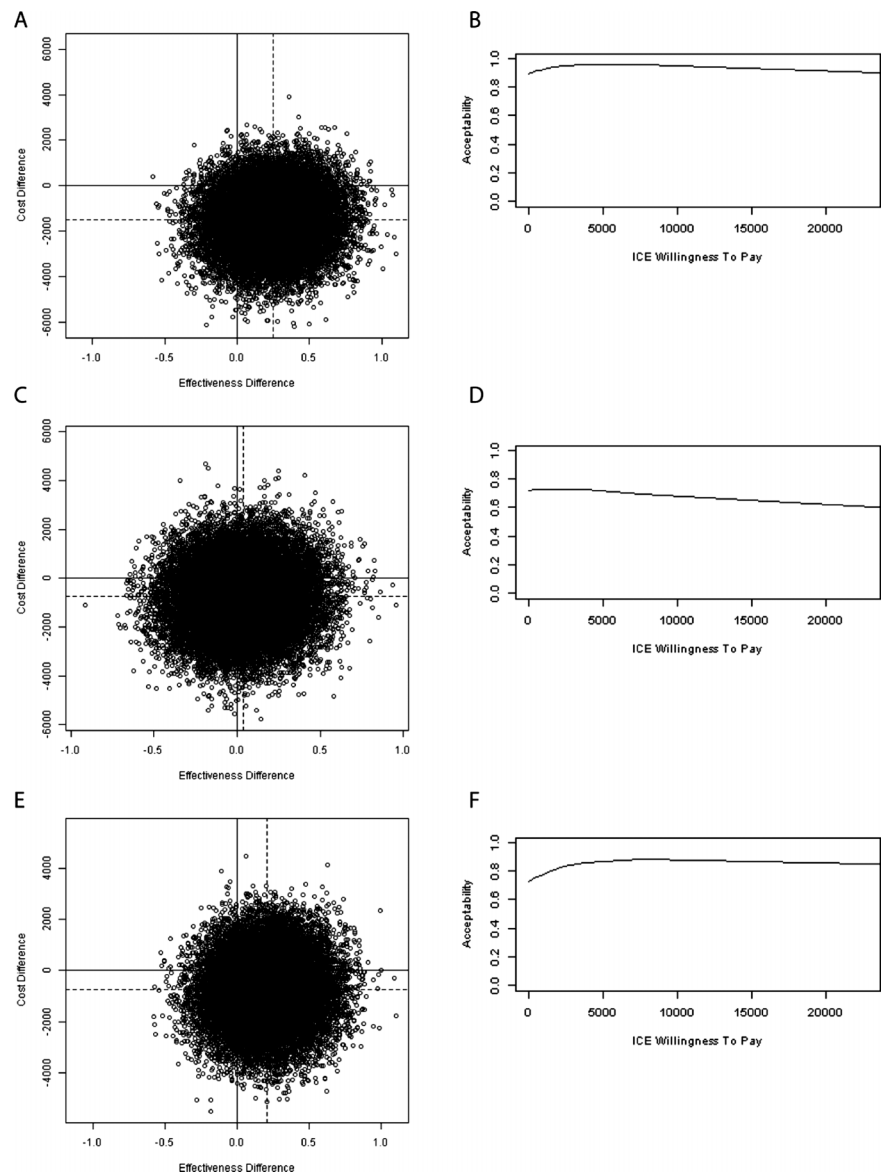 A
6000
4000
2000
0
-2000
-4000
-6000
Cost Difference
-1.0 -0.5 0.0 0.5 1.0
Effectiveness Difference
B
1.0
0.8
0.6
0.4
0.2
0.0
Acceptability
0 5000 10000 15000 20000
ICE Willingness To Pay
C
6000
4000
2000
0
-2000
-4000
-6000
Cost Difference
-1.0 -0.5 0.0 0.5 1.0
Effectiveness Difference
D
1.0
0.8
0.6
0.4
0.2
0.0
Acceptability
0 5000 10000 15000 20000
ICE Willingness To Pay
E
4000
2000
0
-2000
-4000
Cost Difference
-1.0 -0.5 0.0 0.5 1.0
Effectiveness Difference
F
1.0
0.8
0.6
0.4
0.2
0.0
Acceptability
0 5000 10000 15000 20000
ICE Willingness To Pay